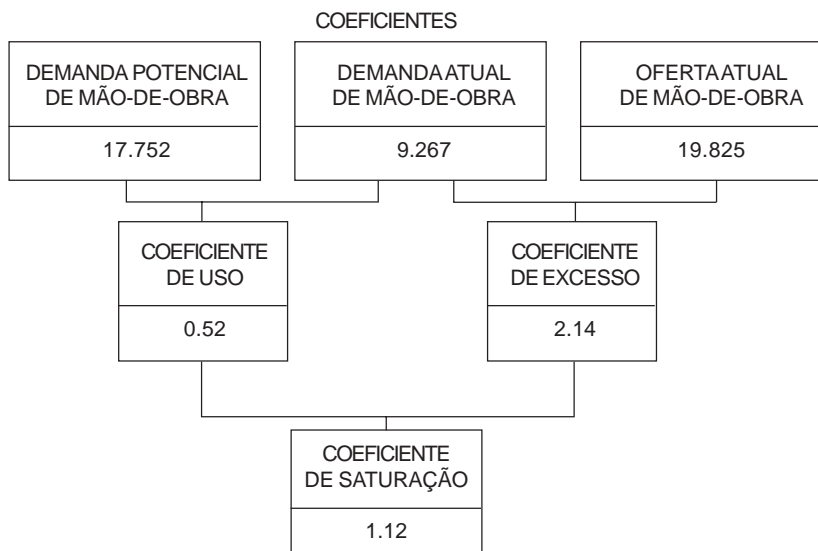 COEFICIENTES
DEMANDA POTENCIAL
DE MÃO-DE-OBRA
17.752
DEMANDA ATUAL
DE MÃO-DE-OBRA
9.267
OFERTA ATUAL
DE MÃO-DE-OBRA
19.825
COEFICIENTE
DE USO
0.52
COEFICIENTE
DE EXCESSO
2.14
COEFICIENTE
DE SATURAÇÃO
1.12